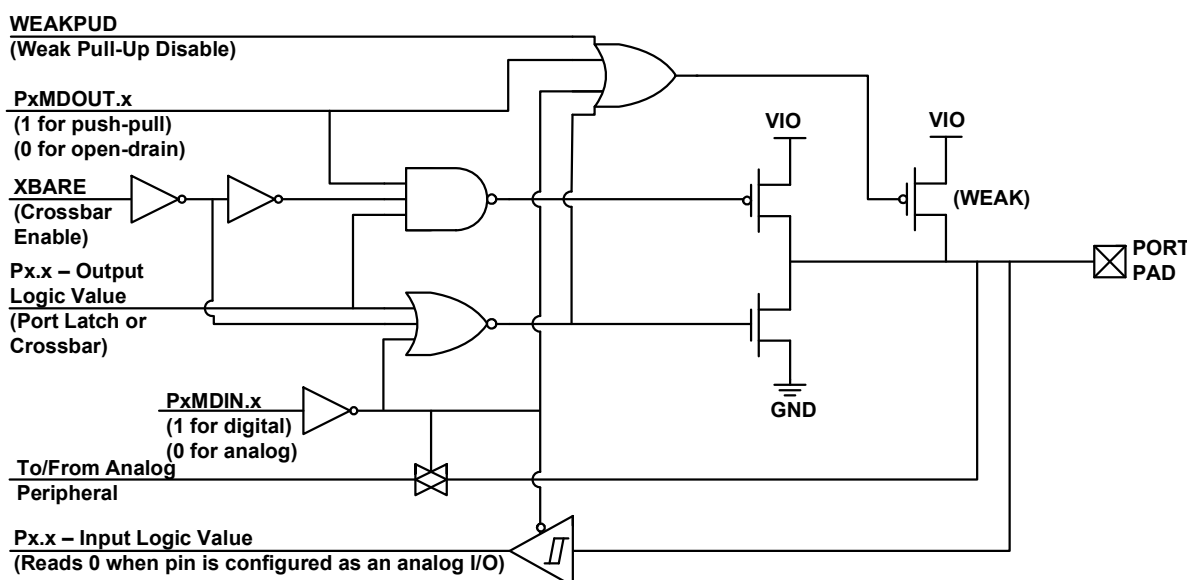 WEAKPUD
(Weak Pull-Up Disable)
PxMDOUT.x
(1 for push-pull)
(0 for open-drain)
XBARE
(Crossbar
Enable)
Px.x – Output
Logic Value
(Port Latch or
Crossbar)
PxMDIN.x
(1 for digital)
(0 for analog)
To/From Analog
Peripheral
Px.x – Input Logic Value
(Reads 0 when pin is configured as an analog I/O)
VIO
GND
VIO
(WEAK)
PORT
PAD